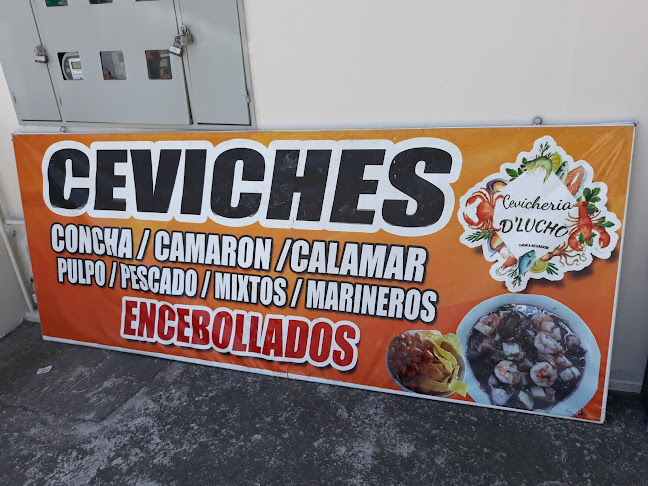 CEVICHES
CONCHA / CAMARON / CALAMAR
PULPO / PESCADO / MIXTOS / MARINEROS
ENCEBOLLADOS
Cevicheria
D'LUCHO